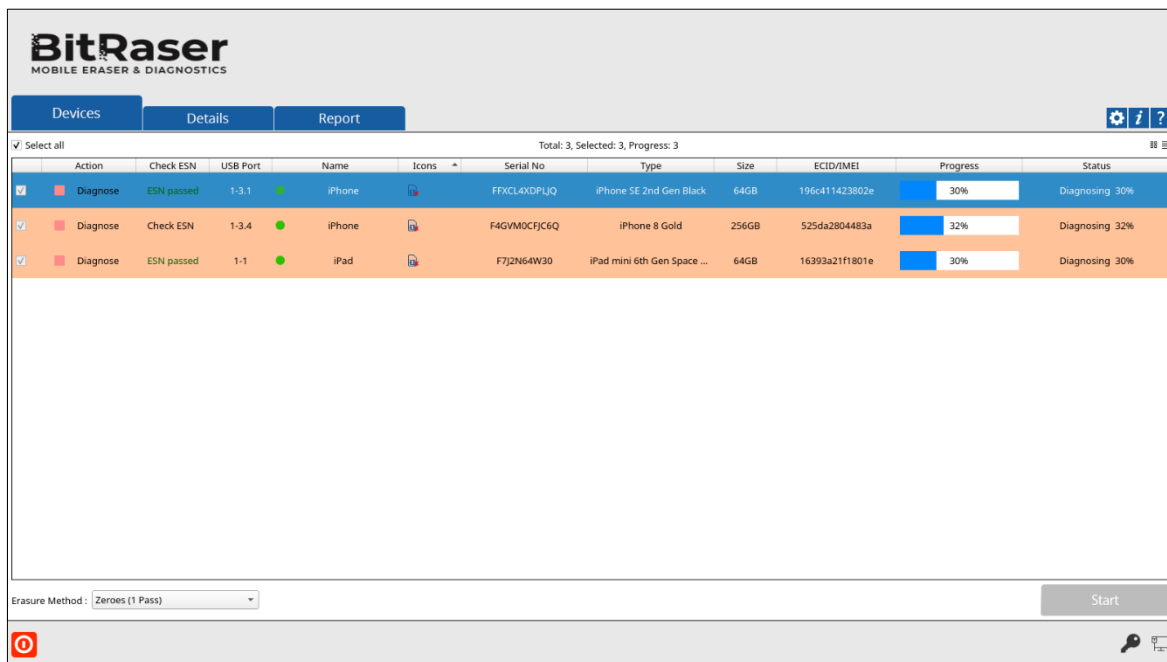 BitRaser
MOBILE ERASER & DIAGNOSTICS
Devices Details Report i ?
Select all Total: 3, Selected: 3, Progress: 3
Action Check ESN USB Port Name Icons Serial No Type Size ECID/IMEI Progress Status
Diagnose ESN passed 1-3.1 iPhone FFXCL4XDPLJQ iPhone SE 2nd Gen Black 64GB 196c411423802e 30% Diagnosing 30%
Diagnose Check ESN 1-3.4 iPhone F4GVM0CFJC6Q iPhone 8 Gold 256GB 525da2804483a 32% Diagnosing 32%
Diagnose ESN passed 1-1 iPad F7J2N64W30 iPad mini 6th Gen Space ... 64GB 16393a21f1801e 30% Diagnosing 30%
Erasure Method : Zeroes (1 Pass) Start